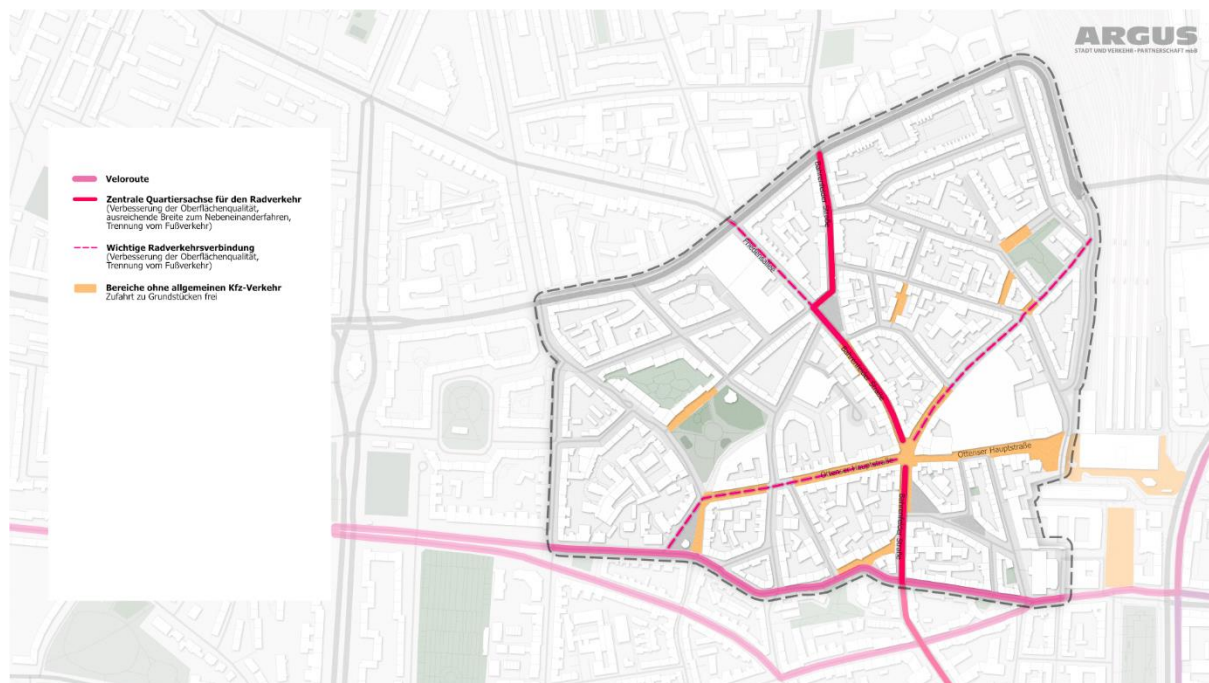 ARGUS
STADT UND VERKEHR · PARTNERSCHAFT mbB
Veloroute
Zentrale Quartiersachse für den Radverkehr
(Verbesserung der Oberflächenqualität,
ausreichende Breite zum Nebeneinanderfahren,
Trennung vom Fußverkehr)
Wichtige Radverkehrsverbindung
(Verbesserung der Oberflächenqualität,
Trennung vom Fußverkehr)
Bereiche ohne allgemeinen Kfz-Verkehr
Zufahrt zu Grundstücken frei
Ottenser Hauptstraße